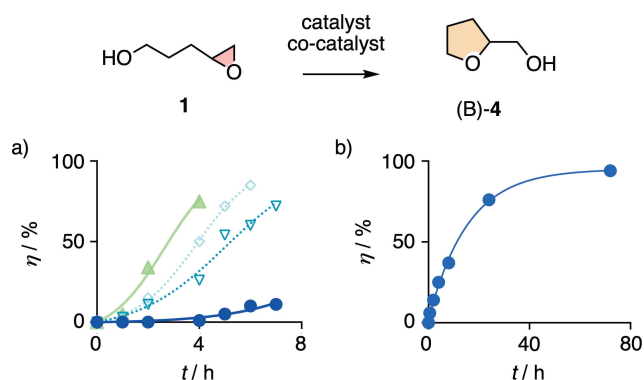 catalyst
co-catalyst
HO
O
1
O
OH
(B)-4
a)
b)
100
50
0
η / %
0
4
8
t / h
100
50
0
η / %
0
40
80
t / h